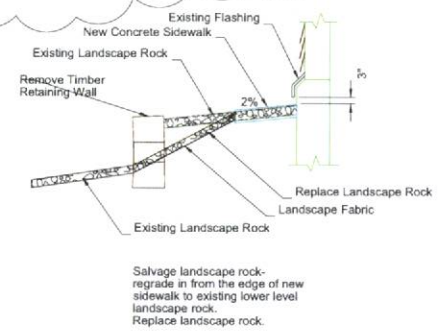 Existing Flashing
New Concrete Sidewalk
Existing Landscape Rock
Remove Timber
Retaining Wall
2%
3"
Replace Landscape Rock
Landscape Fabric
Existing Landscape Rock
Salvage landscape rock-
regrade in from the edge of new
sidewalk to existing lower level
landscape rock.
Replace landscape rock.